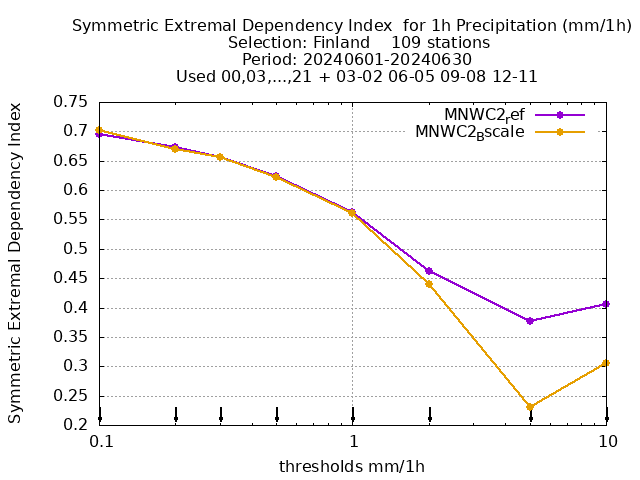 Symmetric Extremal Dependency Index  for 1h Precipitation (mm/1h)
Selection: Finland    109 stations
Period: 20240601-20240630
Used 00,03,...,21 + 03-02 06-05 09-08 12-11
MNWC2ref
MNWC2Bscale
Symmetric Extremal Dependency Index
0.75
0.7
0.65
0.6
0.55
0.5
0.45
0.4
0.35
0.3
0.25
0.2
0.1 1 10
thresholds mm/1h